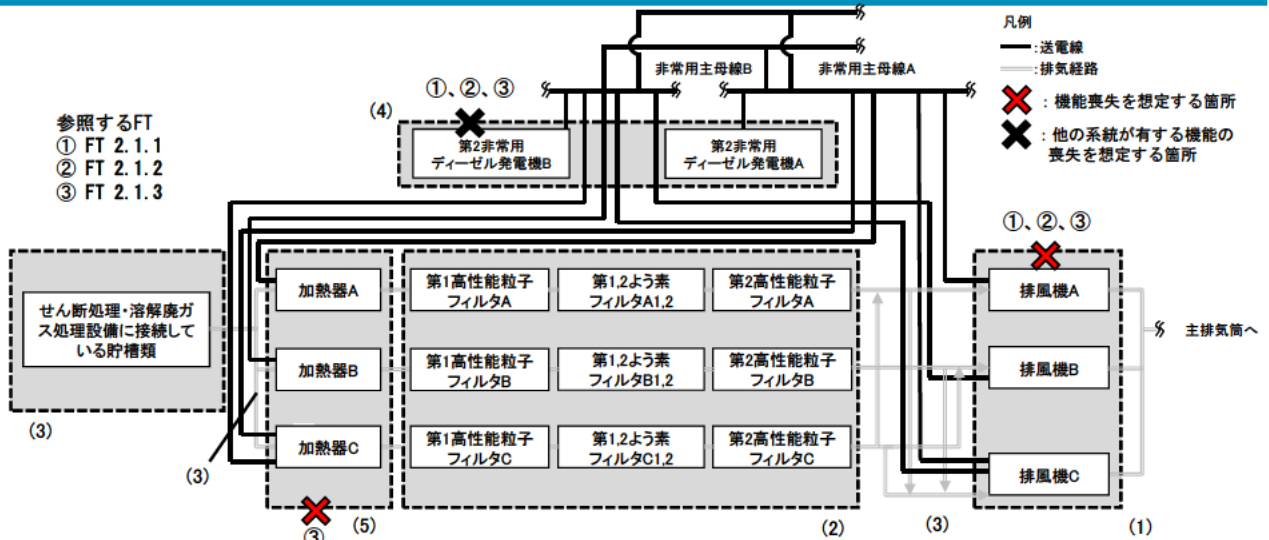 凡例
:送電線
:排気経路
: 機能喪失を想定する箇所
: 他の系統が有する機能の
喪失を想定する箇所
非常用主母線B
非常用主母線A
①、②、③
(4)
第2非常用
ディーゼル発電機B
第2非常用
ディーゼル発電機A
参照するFT
① FT 2.1.1
② FT 2.1.2
③ FT 2.1.3
①、②、③
せん断処理・溶解廃ガ
ス処理設備に接続して
いる貯槽類
(3)
(3)
加熱器A
加熱器B
加熱器C
③
(5)
第1高性能粒子
フィルタA
第1,2よう素
フィルタA1,2
第2高性能粒子
フィルタA
第1高性能粒子
フィルタB
第1,2よう素
フィルタB1,2
第2高性能粒子
フィルタB
第1高性能粒子
フィルタC
第1,2よう素
フィルタC1,2
第2高性能粒子
フィルタC
(2)
(3)
排風機A
排風機B
排風機C
(1)
主排気筒へ